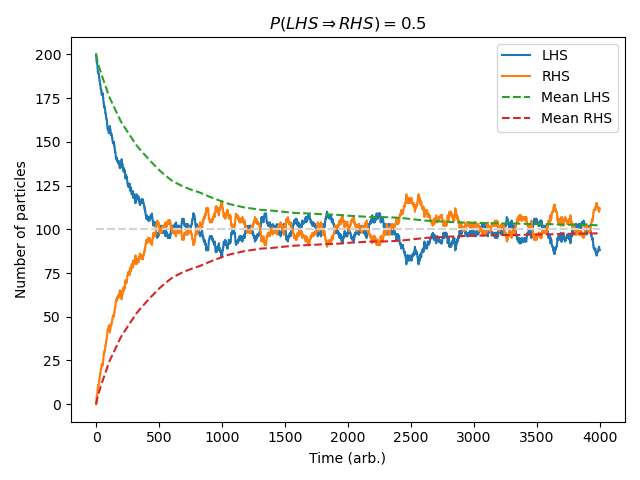 P(LHS ⇒ RHS) = 0.5
LHS
RHS
Mean LHS
Mean RHS
Number of particles
200
175
150
125
100
75
50
25
0
0 500 1000 1500 2000 2500 3000 3500 4000
Time (arb.)